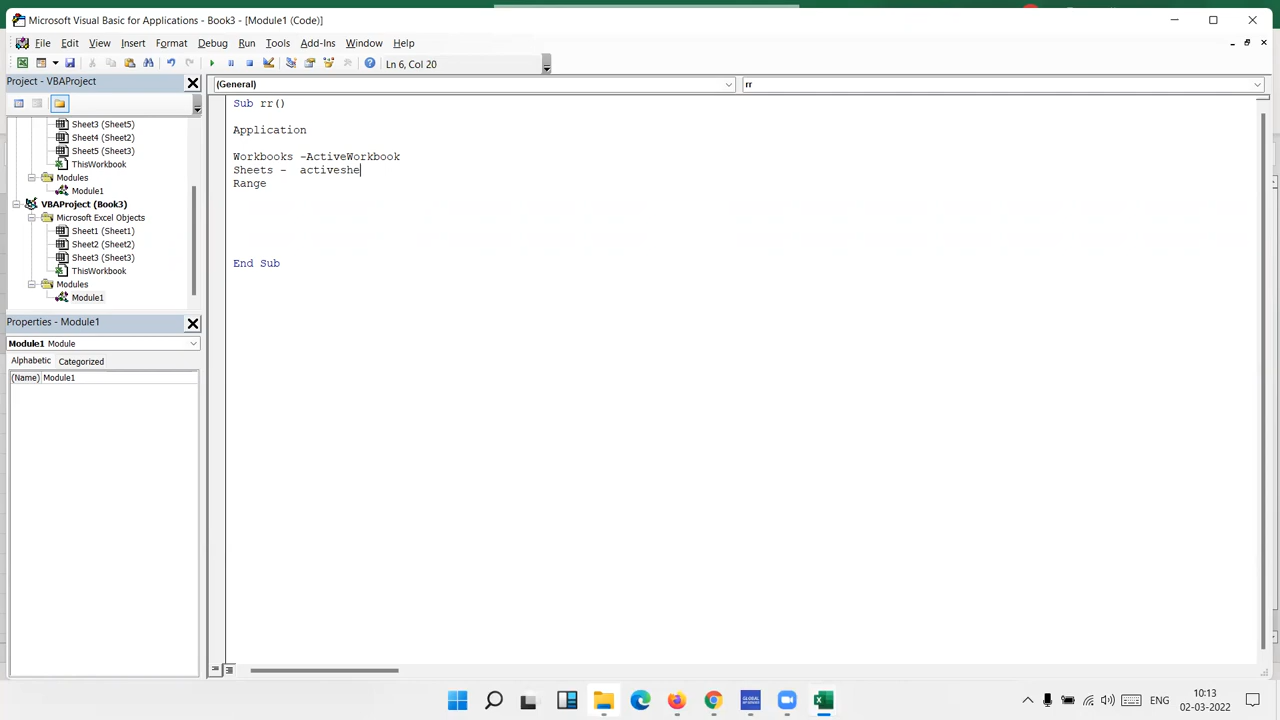 Microsoft Visual Basic for Applications - Book3 - [Module1 (Code)]
File Edit View Insert Format Debug Run Tools Add-Ins Window Help
Ln 6, Col 20
Project - VBAProject
(General)
rr
Sheet3 (Sheet5)
Sheet4 (Sheet2)
Sheet5 (Sheet3)
ThisWorkbook
Modules
Module1
VBAProject (Book3)
Microsoft Excel Objects
Sheet1 (Sheet1)
Sheet2 (Sheet2)
Sheet3 (Sheet3)
ThisWorkbook
Modules
Module1
Properties - Module1
Module1 Module
Alphabetic Categorized
(Name) Module1
Sub rr()
Application
Workbooks -ActiveWorkbook
Sheets -  activeshe
Range
End Sub
GLOBAL
ENG
10:13
02-03-2022